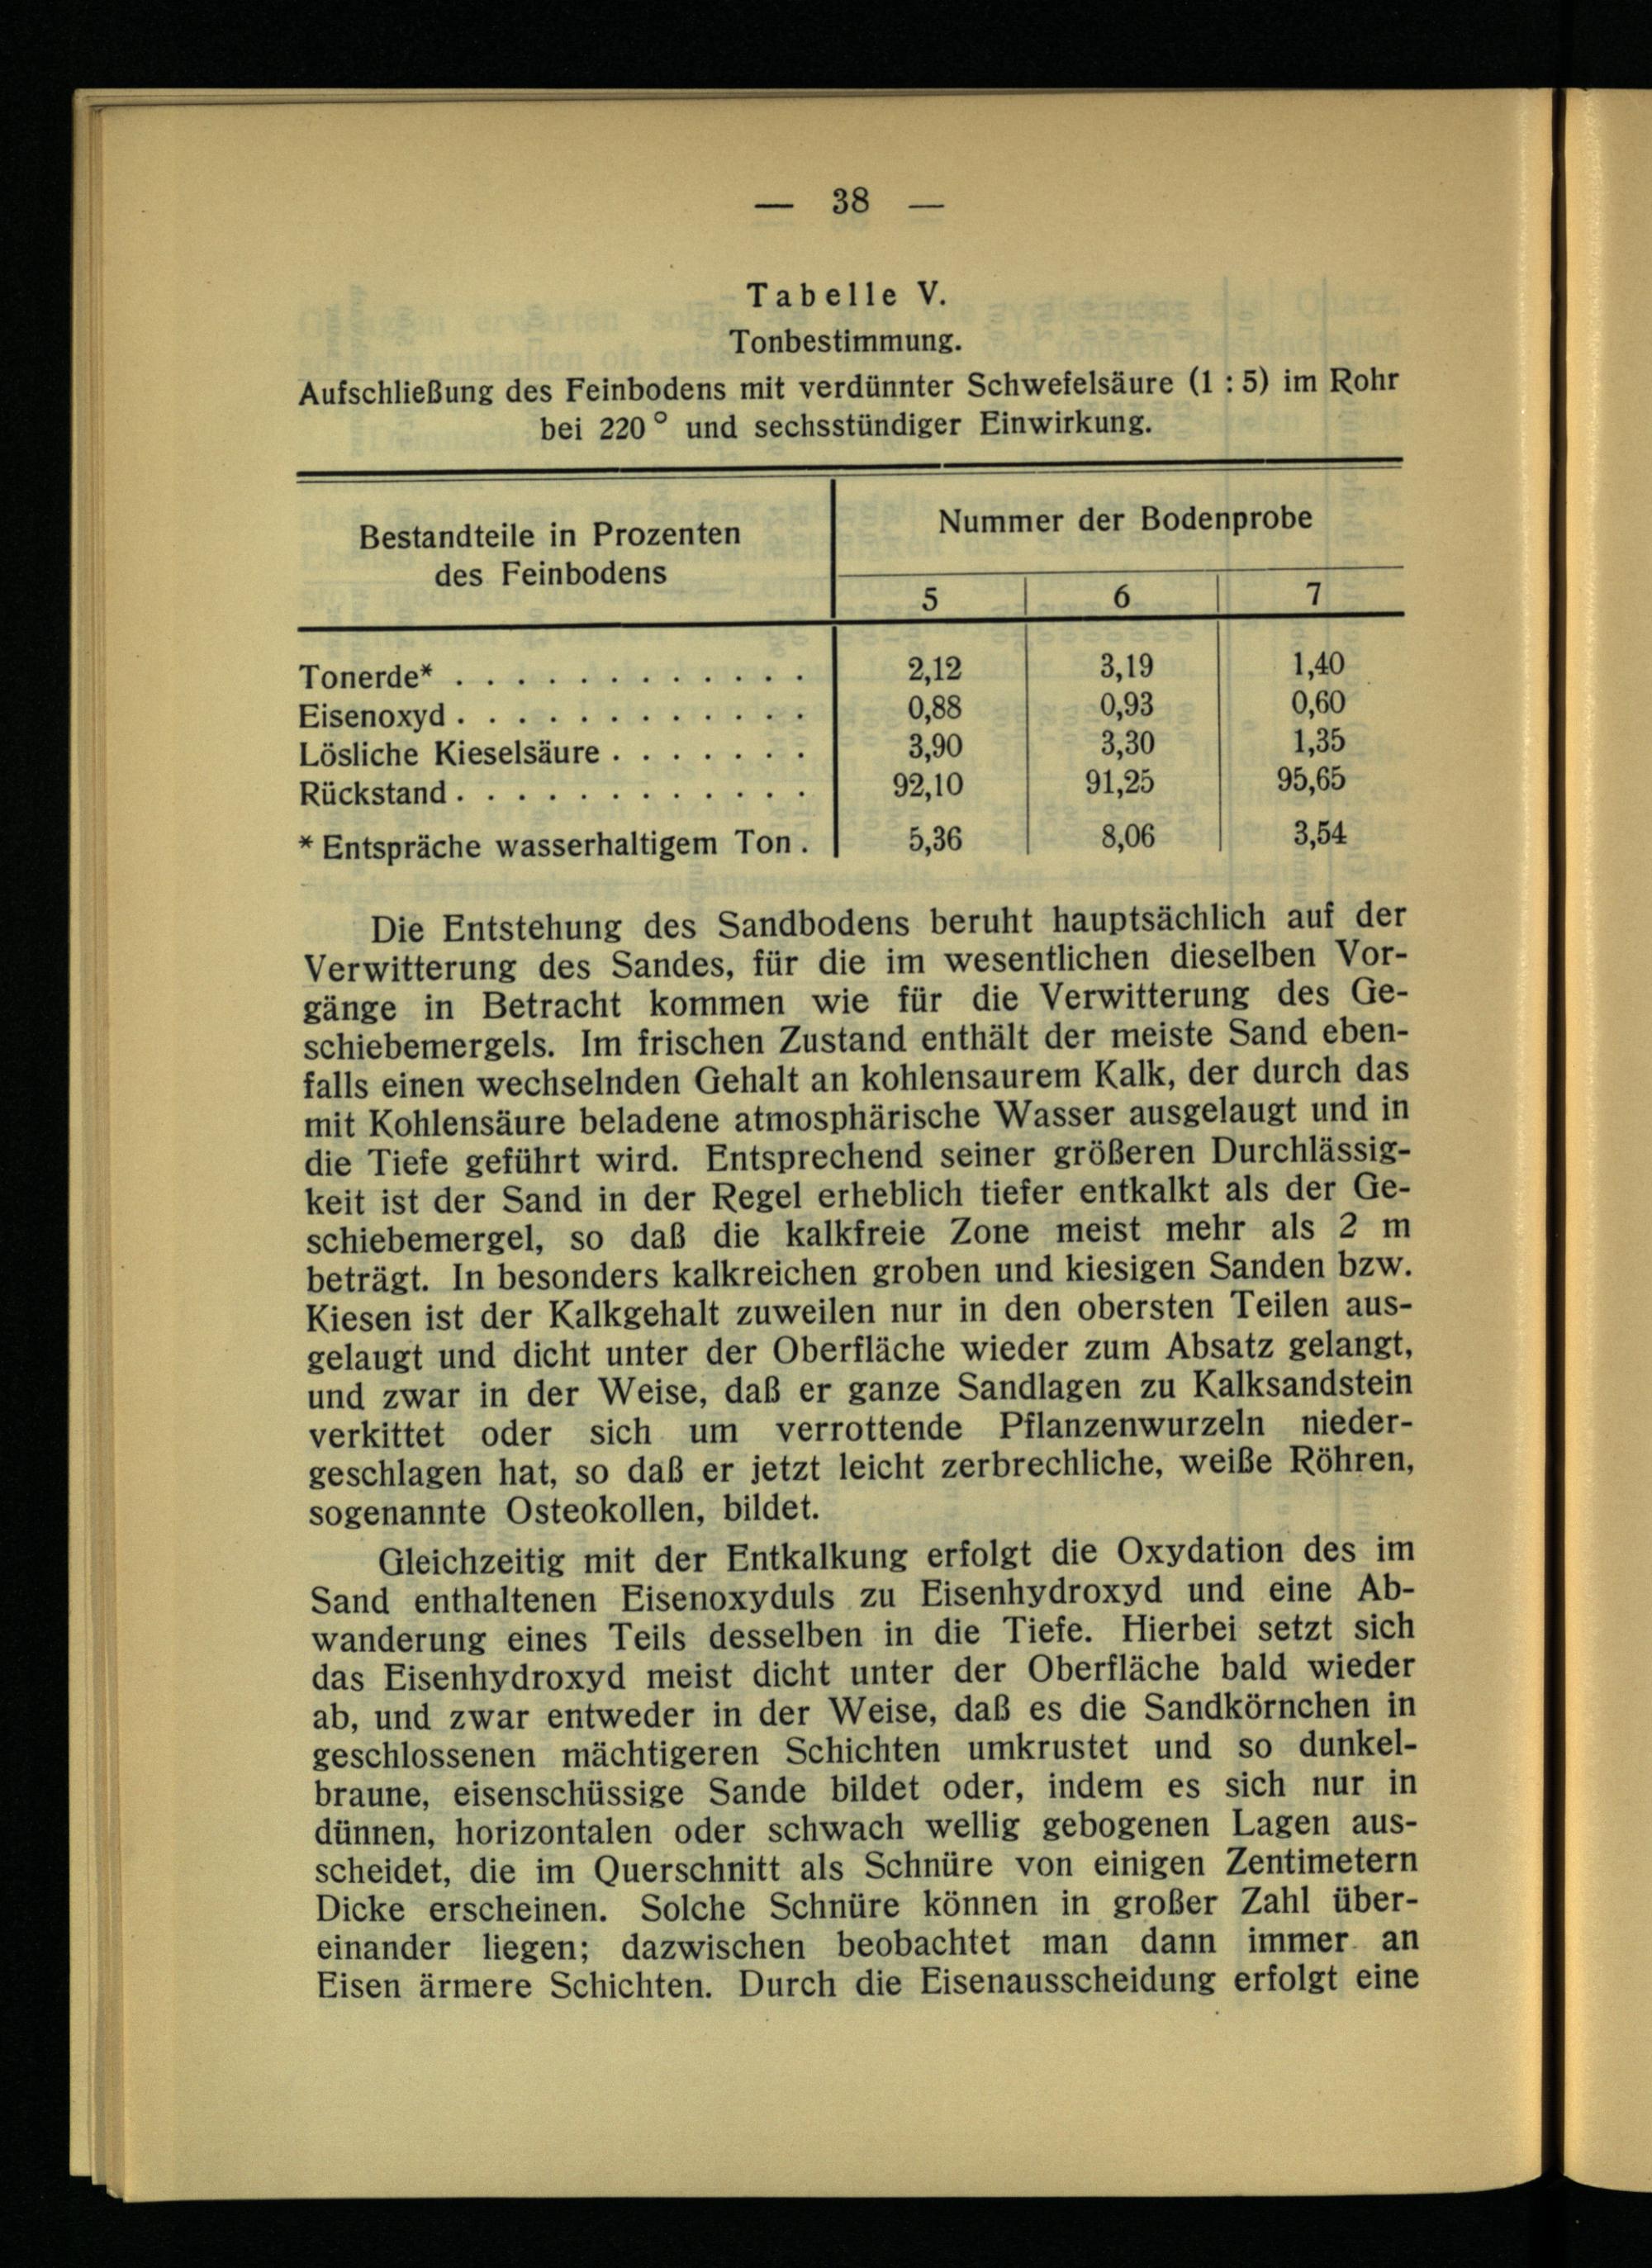 — 38 —
Tabelle V.
Tonbestimmung.
Aufschließung des Feinbodens mit verdünnter Schwefelsäure (1 : 5) im Rohr
bei 220° und sechsstündiger Einwirkung.
Bestandteile in Prozenten
des Feinbodens
Nummer der Bodenprobe
5 6 7
Tonerde* . . . . . . . . . . . . 2,12 3,19 1,40
Eisenoxyd . . . . . . . . . . . . 0,88 0,93 0,60
Lösliche Kieselsäure . . . . . . . 3,90 3,30 1,35
Rückstand . . . . . . . . . . . . 92,10 91,25 95,65
* Entspräche wasserhaltigem Ton . 5,36 8,06 3,54
Die Entstehung des Sandbodens beruht hauptsächlich auf der
Verwitterung des Sandes, für die im wesentlichen dieselben Vor-
gänge in Betracht kommen wie für die Verwitterung des Ge-
schiebemergels. Im frischen Zustand enthält der meiste Sand eben-
falls einen wechselnden Gehalt an kohlensaurem Kalk, der durch das
mit Kohlensäure beladene atmosphärische Wasser ausgelaugt und in
die Tiefe geführt wird. Entsprechend seiner größeren Durchlässig-
keit ist der Sand in der Regel erheblich tiefer entkalkt als der Ge-
schiebemergel, so daß die kalkfreie Zone meist mehr als 2 m
beträgt. In besonders kalkreichen groben und kiesigen Sanden bzw.
Kiesen ist der Kalkgehalt zuweilen nur in den obersten Teilen aus-
gelaugt und dicht unter der Oberfläche wieder zum Absatz gelangt,
und zwar in der Weise, daß er ganze Sandlagen zu Kalksandstein
verkittet oder sich um verrottende Pflanzenwurzeln nieder-
geschlagen hat, so daß er jetzt leicht zerbrechliche, weiße Röhren,
sogenannte Osteokollen, bildet.
Gleichzeitig mit der Entkalkung erfolgt die Oxydation des im
Sand enthaltenen Eisenoxyduls zu Eisenhydroxyd und eine Ab-
wanderung eines Teils desselben in die Tiefe. Hierbei setzt sich
das Eisenhydroxyd meist dicht unter der Oberfläche bald wieder
ab, und zwar entweder in der Weise, daß es die Sandkörnchen in
geschlossenen mächtigeren Schichten umkrustet und so dunkel-
braune, eisenschüssige Sande bildet oder, indem es sich nur in
dünnen, horizontalen oder schwach wellig gebogenen Lagen aus-
scheidet, die im Querschnitt als Schnüre von einigen Zentimetern
Dicke erscheinen. Solche Schnüre können in großer Zahl über-
einander liegen; dazwischen beobachtet man dann immer an
Eisen ärmere Schichten. Durch die Eisenausscheidung erfolgt eine